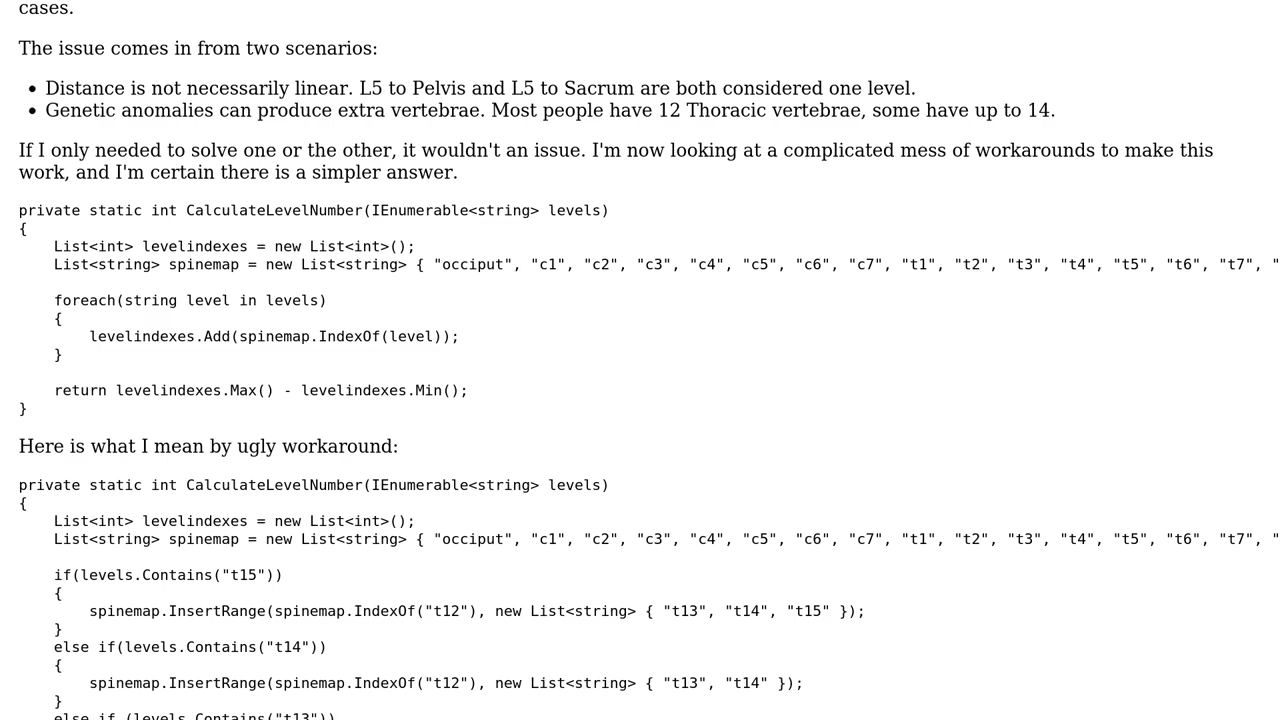 cases.
The issue comes in from two scenarios:
• Distance is not necessarily linear. L5 to Pelvis and L5 to Sacrum are both considered one level.
• Genetic anomalies can produce extra vertebrae. Most people have 12 Thoracic vertebrae, some have up to 14.
If I only needed to solve one or the other, it wouldn't an issue. I'm now looking at a complicated mess of workarounds to make this
work, and I'm certain there is a simpler answer.
private static int CalculateLevelNumber(IEnumerable<string> levels)
{
    List<int> levelindexes = new List<int>();
    List<string> spinemap = new List<string> { "occiput", "c1", "c2", "c3", "c4", "c5", "c6", "c7", "t1", "t2", "t3", "t4", "t5", "t6", "t7", "
    foreach(string level in levels)
    {
        levelindexes.Add(spinemap.IndexOf(level));
    }
    return levelindexes.Max() - levelindexes.Min();
}
Here is what I mean by ugly workaround:
private static int CalculateLevelNumber(IEnumerable<string> levels)
{
    List<int> levelindexes = new List<int>();
    List<string> spinemap = new List<string> { "occiput", "c1", "c2", "c3", "c4", "c5", "c6", "c7", "t1", "t2", "t3", "t4", "t5", "t6", "t7", "
    if(levels.Contains("t15"))
    {
        spinemap.InsertRange(spinemap.IndexOf("t12"), new List<string> { "t13", "t14", "t15" });
    }
    else if(levels.Contains("t14"))
    {
        spinemap.InsertRange(spinemap.IndexOf("t12"), new List<string> { "t13", "t14" });
    }
    else if (levels.Contains("t13"))